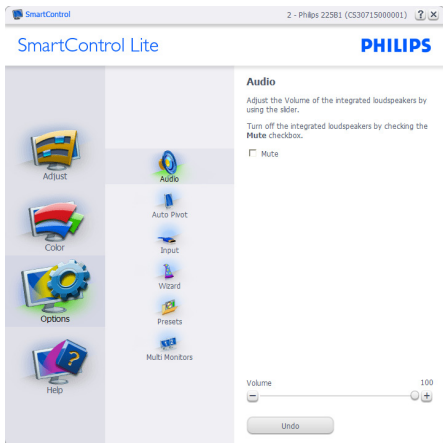 SmartControl
2 - Philips 225B1 (CS30715000001)
?
SmartControl Lite
PHILIPS
Adjust
Color
Options
Help
Audio
Auto Pivot
Input
Wizard
Presets
Multi Monitors
Audio
Adjust the Volume of the integrated loudspeakers by
using the slider.
Turn off the integrated loudspeakers by checking the
Mute checkbox.
Mute
Volume 100
Undo